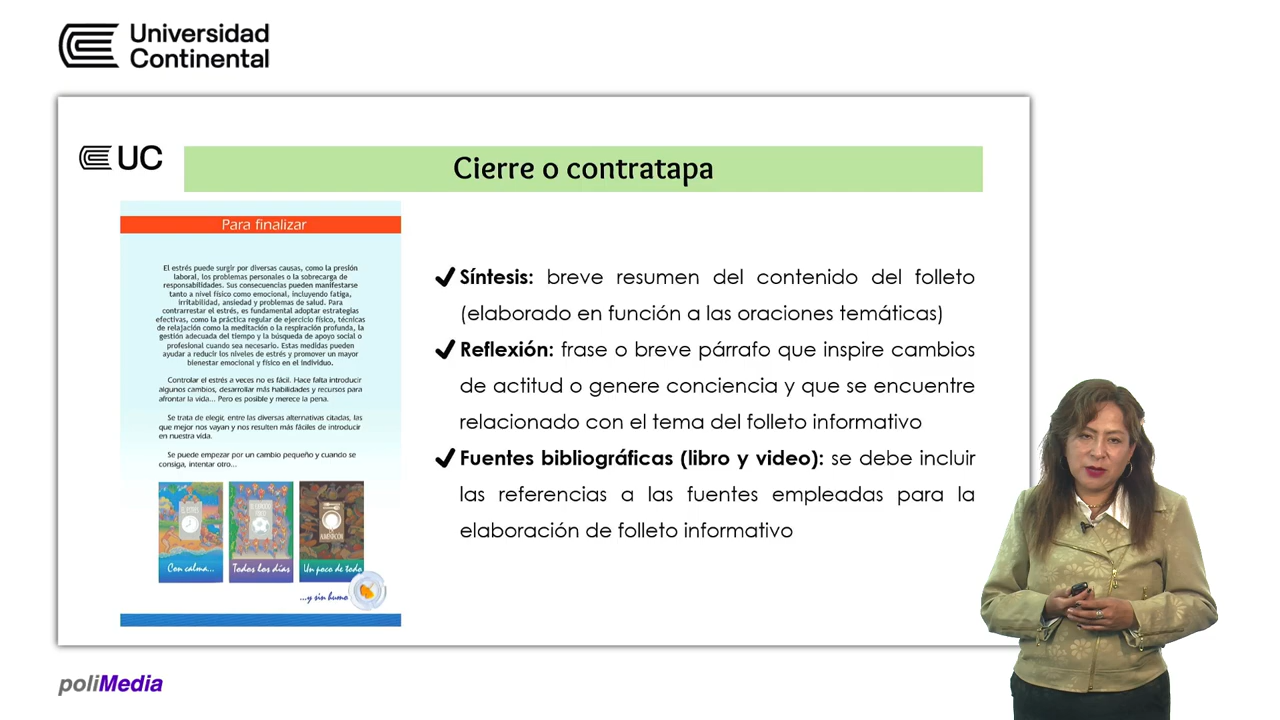 Universidad
Continental
UC
Cierre o contratapa
Para finalizar
El estrés puede surgir por diversas causas, como la presión
laboral, los problemas personales o la sobrecarga de
responsabilidades. Sus consecuencias pueden manifestarse
tanto a nivel físico como emocional, incluyendo fatiga,
irritabilidad, ansiedad y problemas de salud. Para
contrarrestar el estrés, es fundamental adoptar estrategias
efectivas, como la práctica regular de ejercicio físico, técnicas
de relajación como la meditación o la respiración profunda, la
gestión adecuada del tiempo y la búsqueda de apoyo social o
profesional cuando sea necesario. Estas medidas pueden
ayudar a reducir los niveles de estrés y promover un mayor
bienestar emocional y físico en el individuo.
Controlar el estrés a veces no es fácil. Hace falta introducir
algunos cambios, desarrollar más habilidades y recursos para
afrontar la vida... Pero es posible y merece la pena.
Se trata de elegir, entre las diversas alternativas citadas, las
que mejor nos vayan y nos resulten más fáciles de introducir
en nuestra vida.
Se puede empezar por un cambio pequeño y cuando se
consiga, intentar otro...
Con calma...
Todos los días
Un poco de todo
...y sin humo
✔ Síntesis: breve resumen del contenido del folleto
(elaborado en función a las oraciones temáticas)
✔ Reflexión: frase o breve párrafo que inspire cambios
de actitud o genere conciencia y que se encuentre
relacionado con el tema del folleto informativo
✔ Fuentes bibliográficas (libro y video): se debe incluir
las referencias a las fuentes empleadas para la
elaboración de folleto informativo
poliMedia